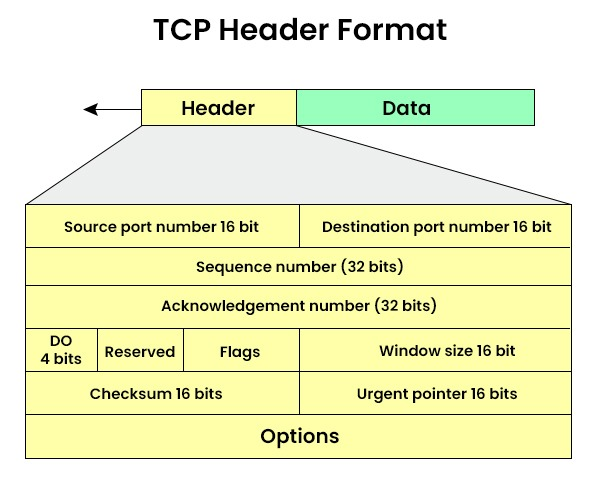 TCP Header Format
Header
Data
Source port number 16 bit
Destination port number 16 bit
Sequence number (32 bits)
Acknowledgement number (32 bits)
DO
4 bits
Reserved
Flags
Window size 16 bit
Checksum 16 bits
Urgent pointer 16 bits
Options